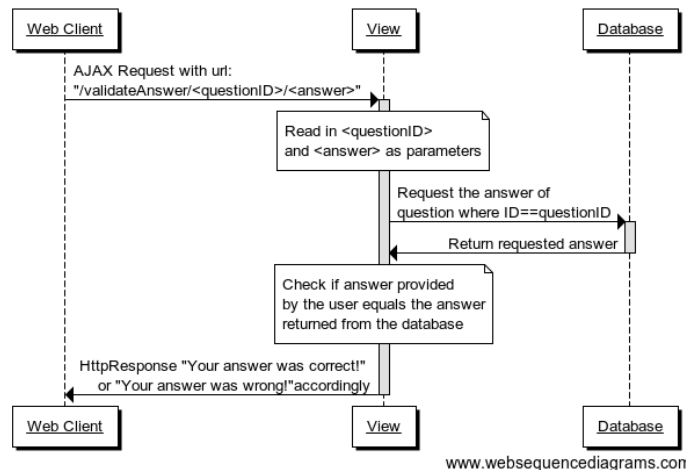 Web Client
View
Database
AJAX Request with url:
"/validateAnswer/<questionID>/<answer>"
Read in <questionID>
and <answer> as parameters
Request the answer of
question where ID==questionID
Return requested answer
Check if answer provided
by the user equals the answer
returned from the database
HttpResponse "Your answer was correct!"
or "Your answer was wrong!"accordingly
Web Client
View
Database
www.websequencediagrams.com